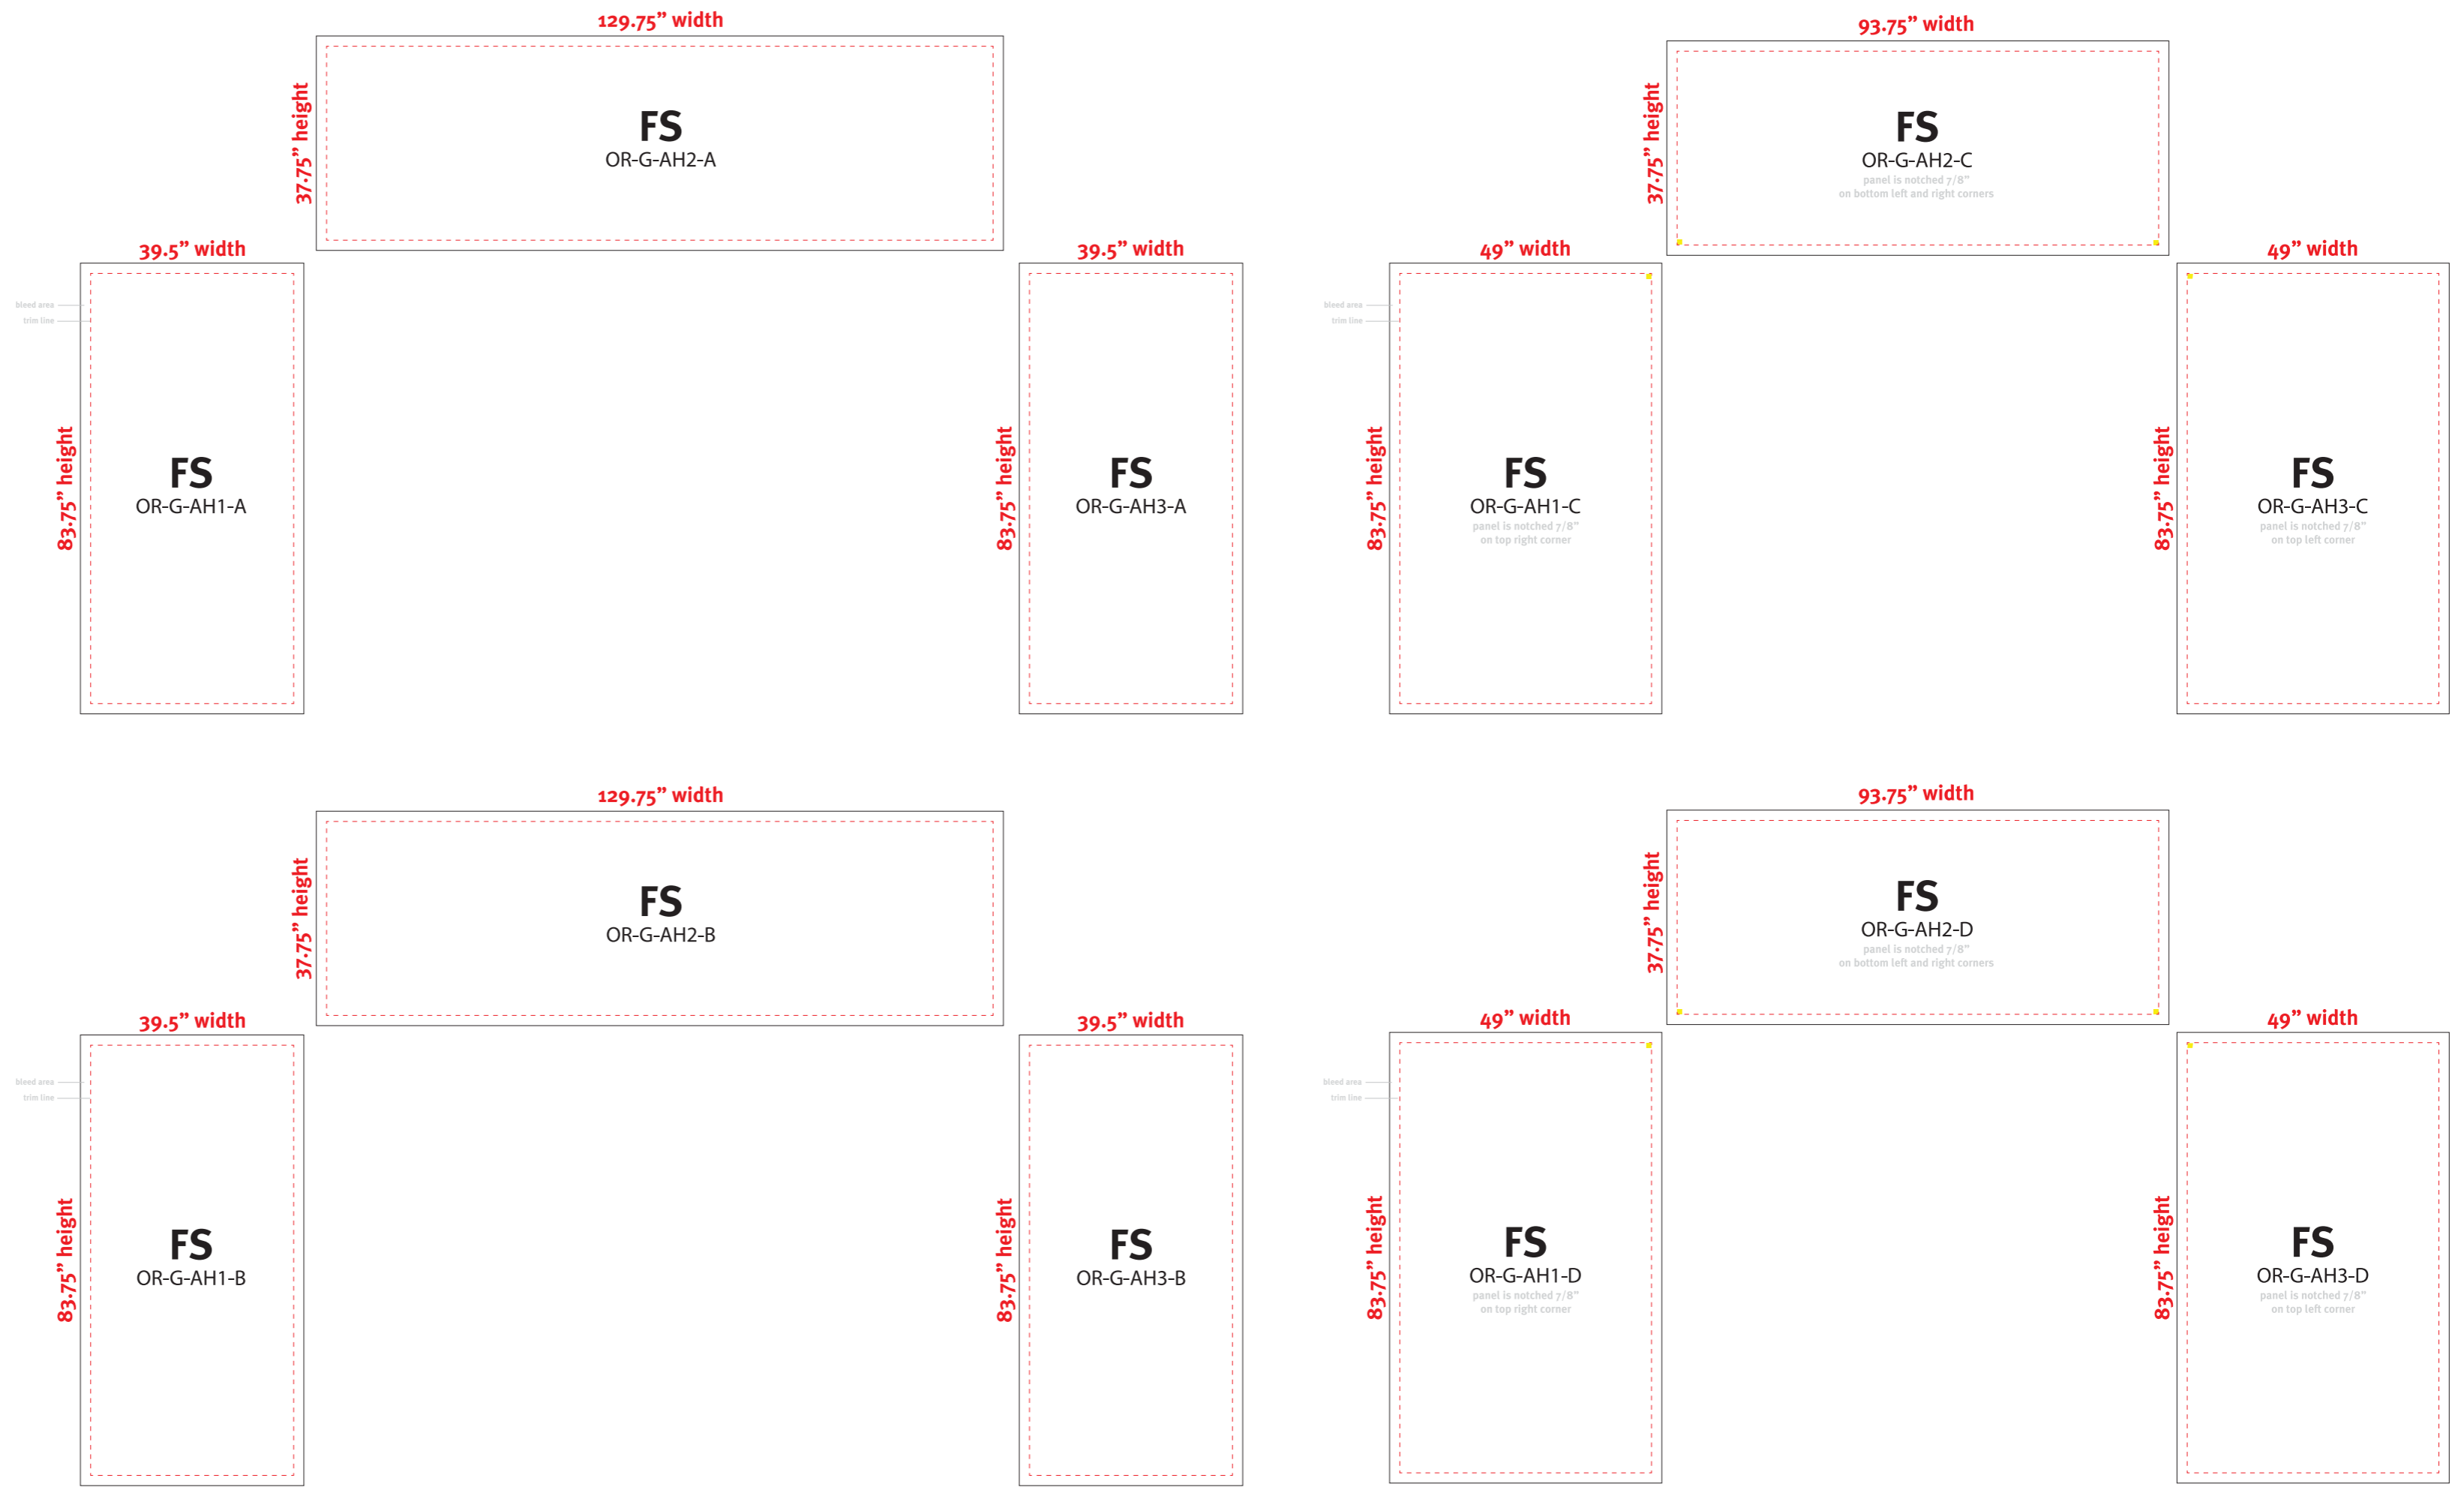 129.75” width
37.75” height
FS
OR-G-AH2-A
39.5” width
bleed area
trim line
83.75” height
FS
OR-G-AH1-A
39.5” width
83.75” height
FS
OR-G-AH3-A
93.75” width
37.75” height
FS
OR-G-AH2-C
panel is notched 7/8”
on bottom left and right corners
49” width
bleed area
trim line
83.75” height
FS
OR-G-AH1-C
panel is notched 7/8”
on top right corner
49” width
83.75” height
FS
OR-G-AH3-C
panel is notched 7/8”
on top left corner
129.75” width
37.75” height
FS
OR-G-AH2-B
39.5” width
bleed area
trim line
83.75” height
FS
OR-G-AH1-B
39.5” width
83.75” height
FS
OR-G-AH3-B
93.75” width
37.75” height
FS
OR-G-AH2-D
panel is notched 7/8”
on bottom left and right corners
49” width
bleed area
trim line
83.75” height
FS
OR-G-AH1-D
panel is notched 7/8”
on top right corner
49” width
83.75” height
FS
OR-G-AH3-D
panel is notched 7/8”
on top left corner